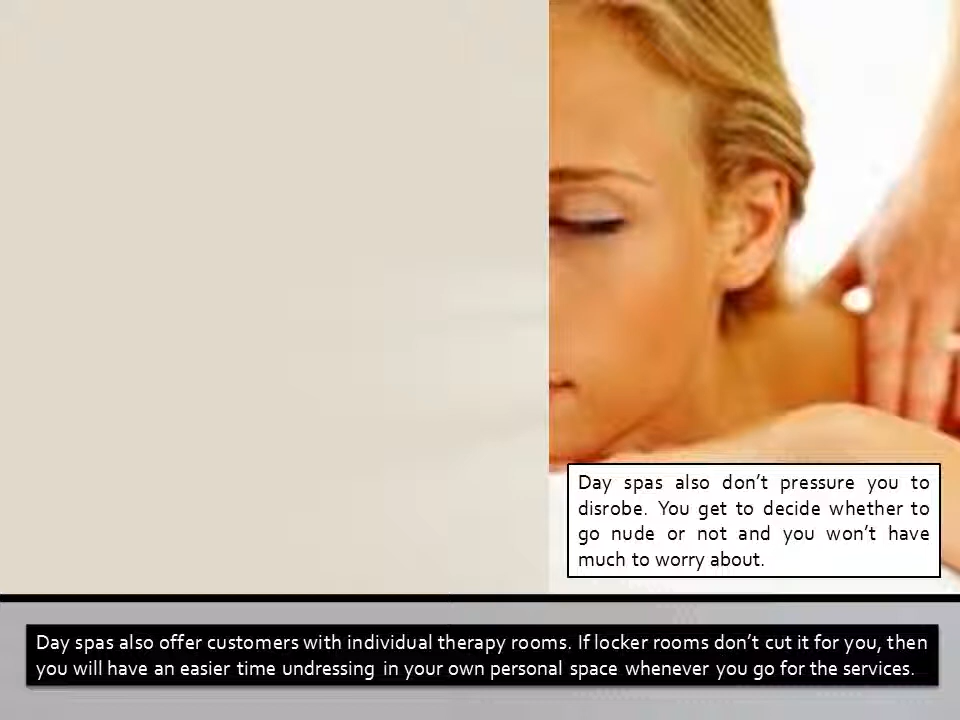 Day spas also don’t pressure you to
disrobe. You get to decide whether to
go nude or not and you won’t have
much to worry about.
Day spas also offer customers with individual therapy rooms. If locker rooms don’t cut it for you, then
you will have an easier time undressing in your own personal space whenever you go for the services.